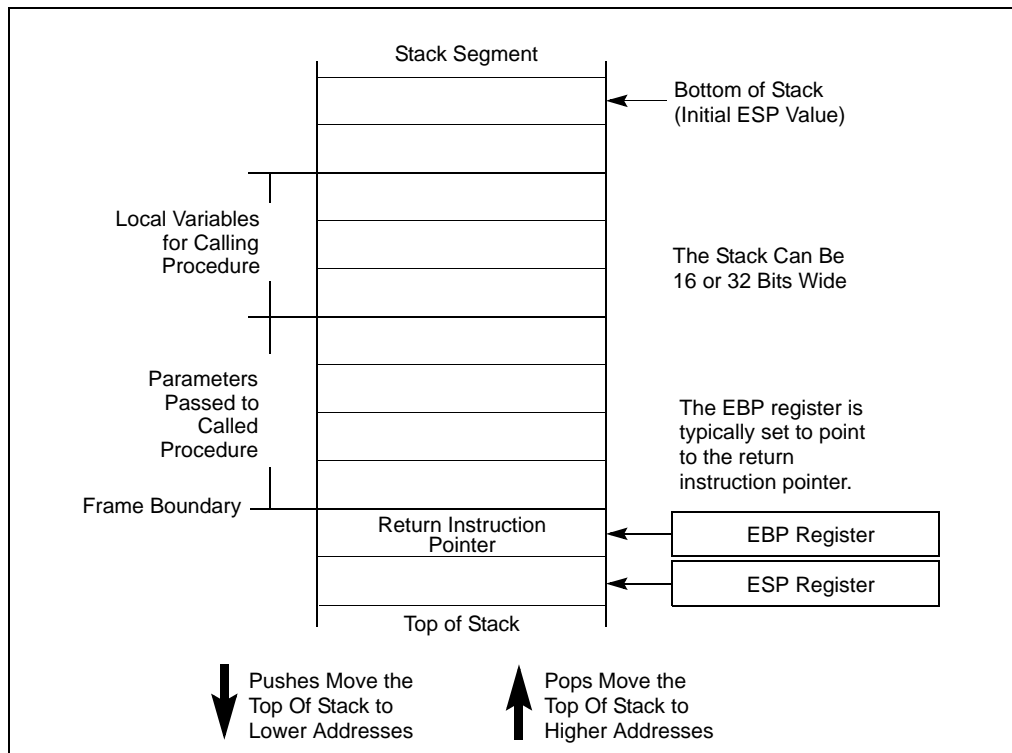 Stack Segment
Bottom of Stack
(Initial ESP Value)
Local Variables
for Calling
Procedure
The Stack Can Be
16 or 32 Bits Wide
Parameters
Passed to
Called
Procedure
The EBP register is
typically set to point
to the return
instruction pointer.
Frame Boundary
Return Instruction
Pointer
EBP Register
ESP Register
Top of Stack
Pushes Move the
Top Of Stack to
Lower Addresses
Pops Move the
Top Of Stack to
Higher Addresses